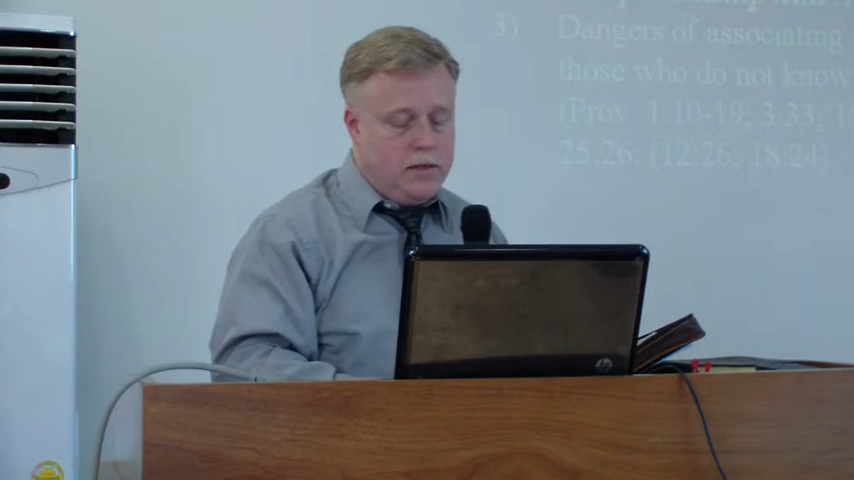 3) Dangers of associating
those who do not know
(Prov. 1:10-19, 3:33,
25:26, (12:26, 18:24)
hp